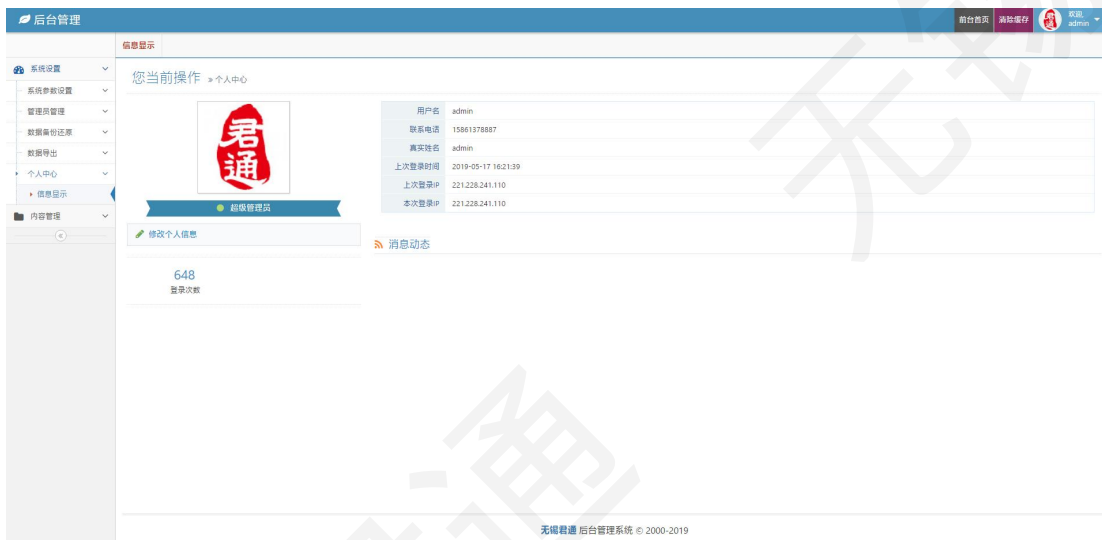 后台管理
前台首页 清除缓存 欢迎, admin
信息显示
系统设置
系统参数设置
管理员管理
数据备份还原
数据导出
个人中心
信息显示
内容管理
您当前操作 » 个人中心
君通
超级管理员
修改个人信息
648
登录次数
用户名 admin
联系电话 15861378887
真实姓名 admin
上次登录时间 2019-05-17 16:21:39
上次登录IP 221.228.241.110
本次登录IP 221.228.241.110
消息动态
无锡君通 后台管理系统 © 2000-2019